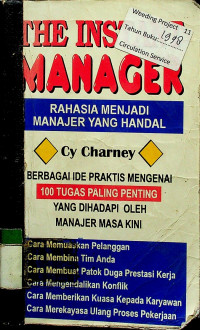 THE INS
MANAGER
Weeding Project 11
Tahun Buku: 1998
Circulation Service
RAHASIA MENJADI
MANAJER YANG HANDAL
Cy Charney
BERBAGAI IDE PRAKTIS MENGENAI
100 TUGAS PALING PENTING
YANG DIHADAPI OLEH
MANAJER MASA KINI
Cara Memuaskan Pelanggan
Cara Membina Tim Anda
Cara Membuat Patok Duga Prestasi Kerja
Cara Mengendalikan Konflik
Cara Memberikan Kuasa Kepada Karyawan
Cara Merekayasa Ulang Proses Pekerjaan